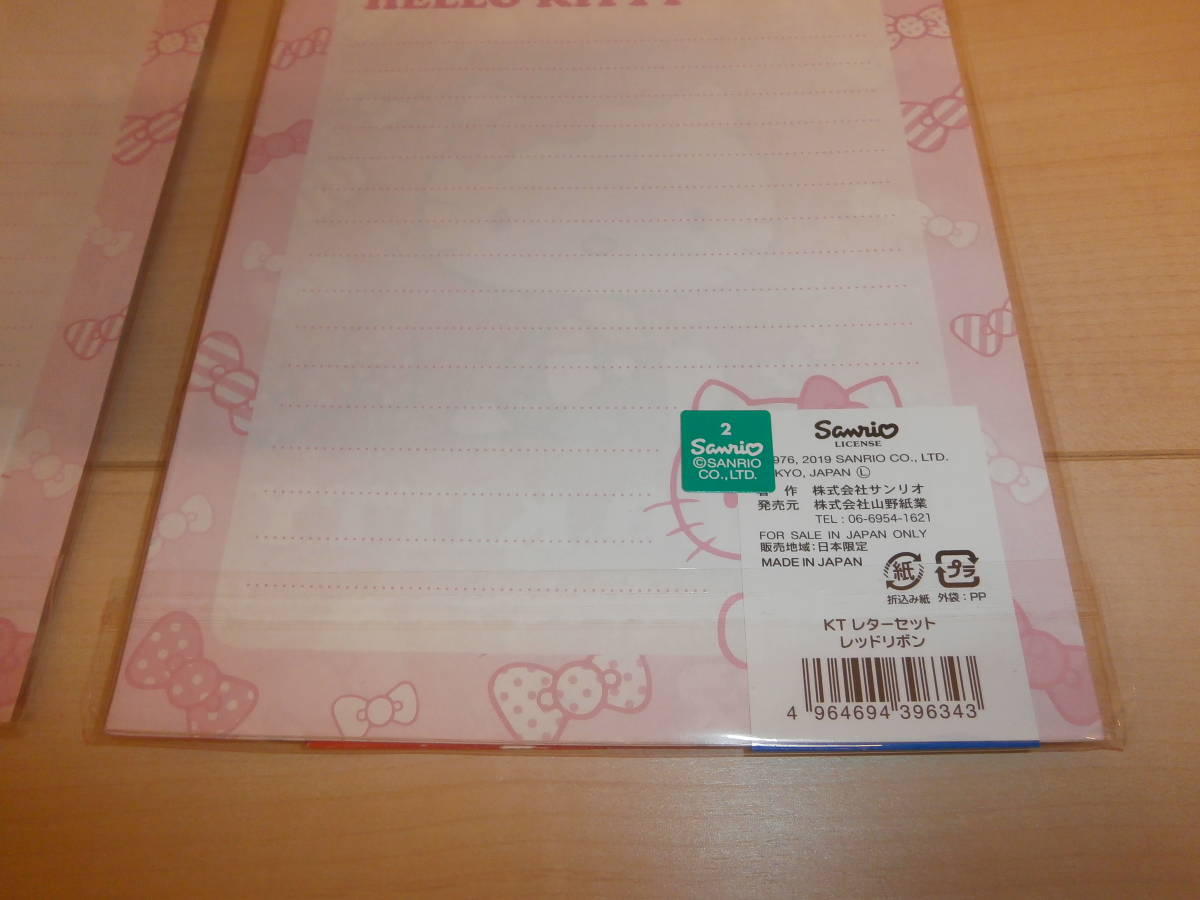 HELLO KITTY
2
Sanrio
©SANRIO
CO.,LTD.
Sanrio
LICENSE
976, 2019 SANRIO CO., LTD.
KYO, JAPAN Ⓛ
著 作 株式会社サンリオ
発売元 株式会社山野紙業
TEL : 06-6954-1621
FOR SALE IN JAPAN ONLY
販売地域:日本限定
MADE IN JAPAN
紙
プラ
折込み紙 外袋:PP
KT レターセット
レッドリボン
4 964694 396343